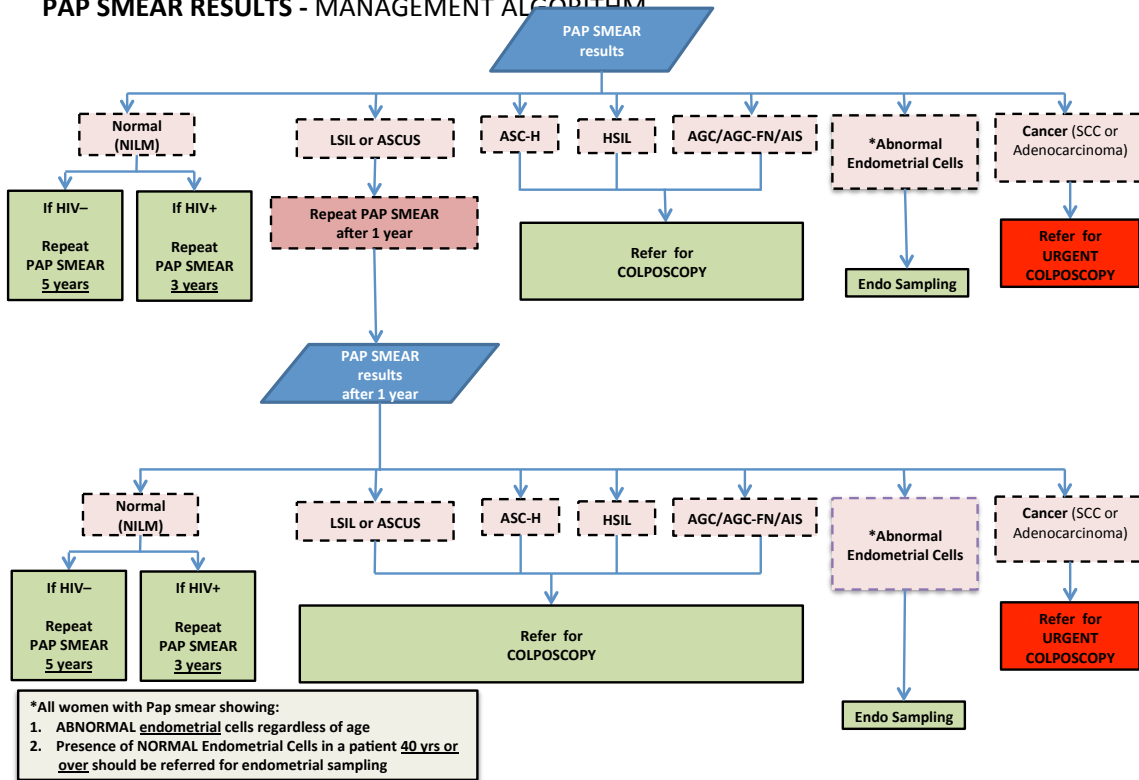 PAP SMEAR RESULTS - MANAGEMENT ALGORITHM
PAP SMEAR
results
Normal
(NILM)
LSIL or ASCUS
ASC-H
HSIL
AGC/AGC-FN/AIS
*Abnormal
Endometrial Cells
Cancer (SCC or
Adenocarcinoma)
If HIV–
Repeat
PAP SMEAR
5 years
If HIV+
Repeat
PAP SMEAR
3 years
Repeat PAP SMEAR
after 1 year
Refer for
COLPOSCOPY
Endo Sampling
Refer for
URGENT
COLPOSCOPY
PAP SMEAR
results
after 1 year
Normal
(NILM)
LSIL or ASCUS
ASC-H
HSIL
AGC/AGC-FN/AIS
*Abnormal
Endometrial Cells
Cancer (SCC or
Adenocarcinoma)
If HIV–
Repeat
PAP SMEAR
5 years
If HIV+
Repeat
PAP SMEAR
3 years
Refer for
COLPOSCOPY
Endo Sampling
Refer for
URGENT
COLPOSCOPY
*All women with Pap smear showing:
1. ABNORMAL endometrial cells regardless of age
2. Presence of NORMAL Endometrial Cells in a patient 40 yrs or
over should be referred for endometrial sampling